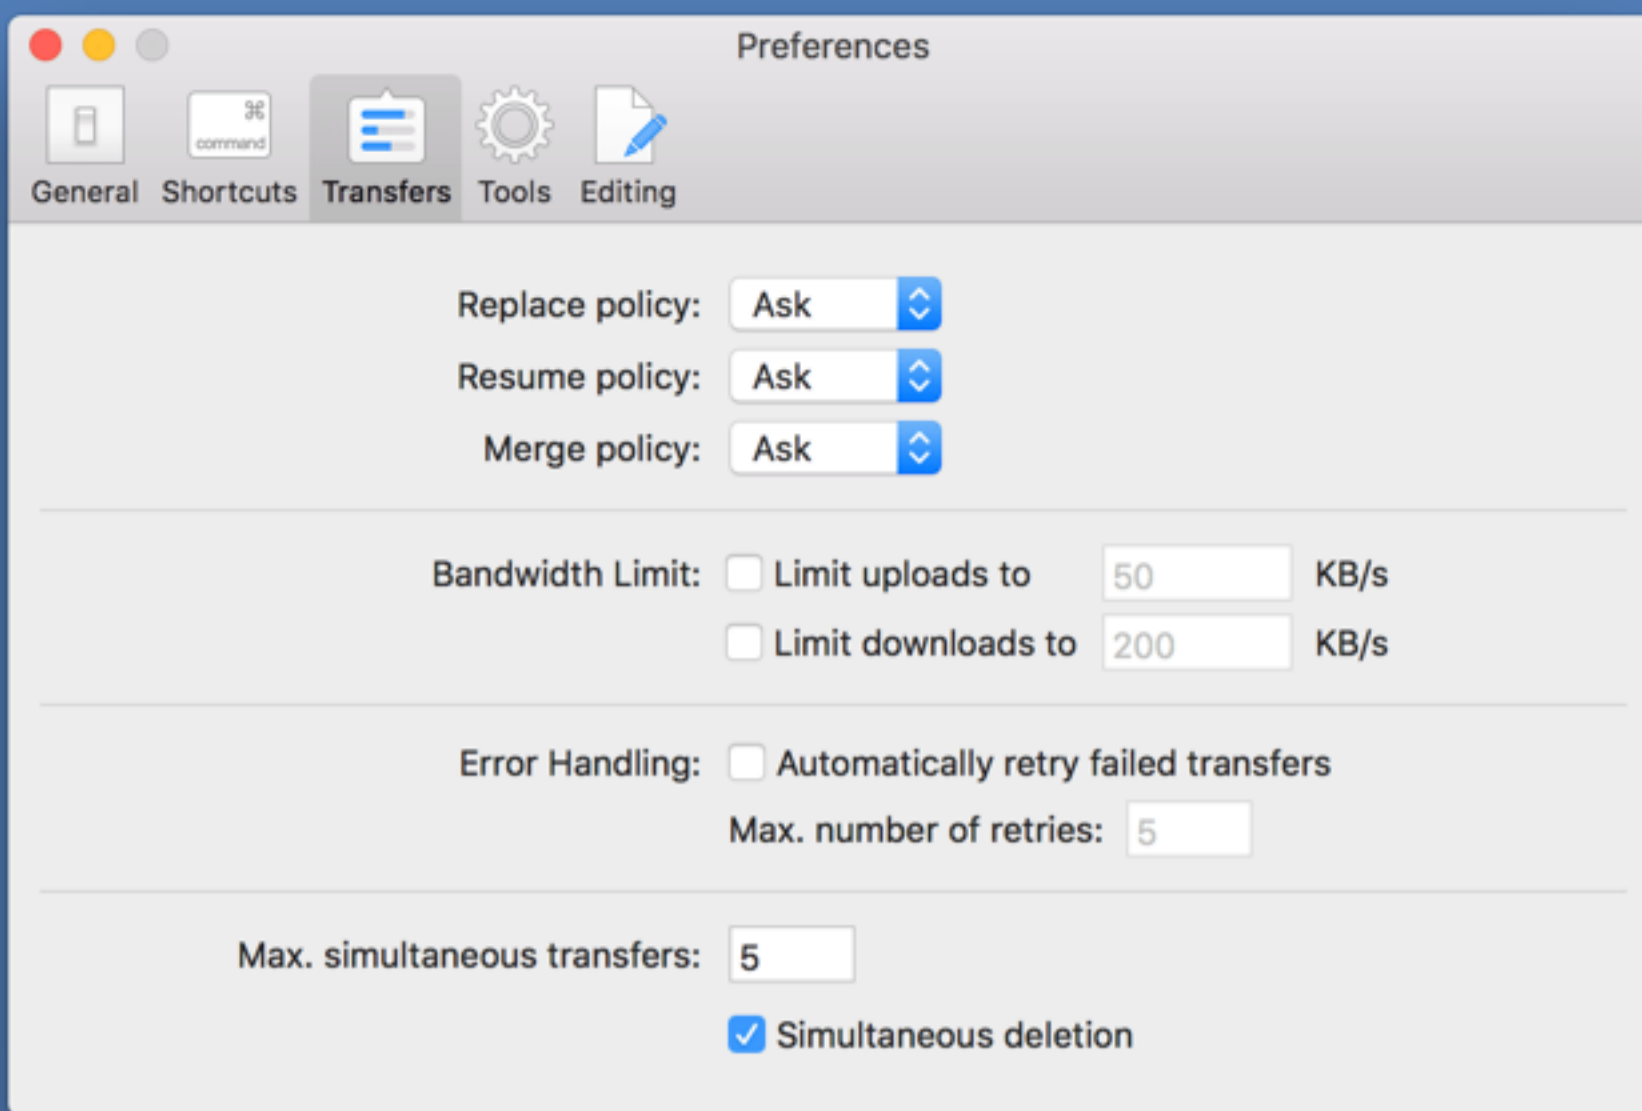 Preferences
⌘
command
General Shortcuts Transfers Tools Editing
Replace policy: Ask
Resume policy: Ask
Merge policy: Ask
Bandwidth Limit: Limit uploads to 50 KB/s
Limit downloads to 200 KB/s
Error Handling: Automatically retry failed transfers
Max. number of retries: 5
Max. simultaneous transfers: 5
Simultaneous deletion